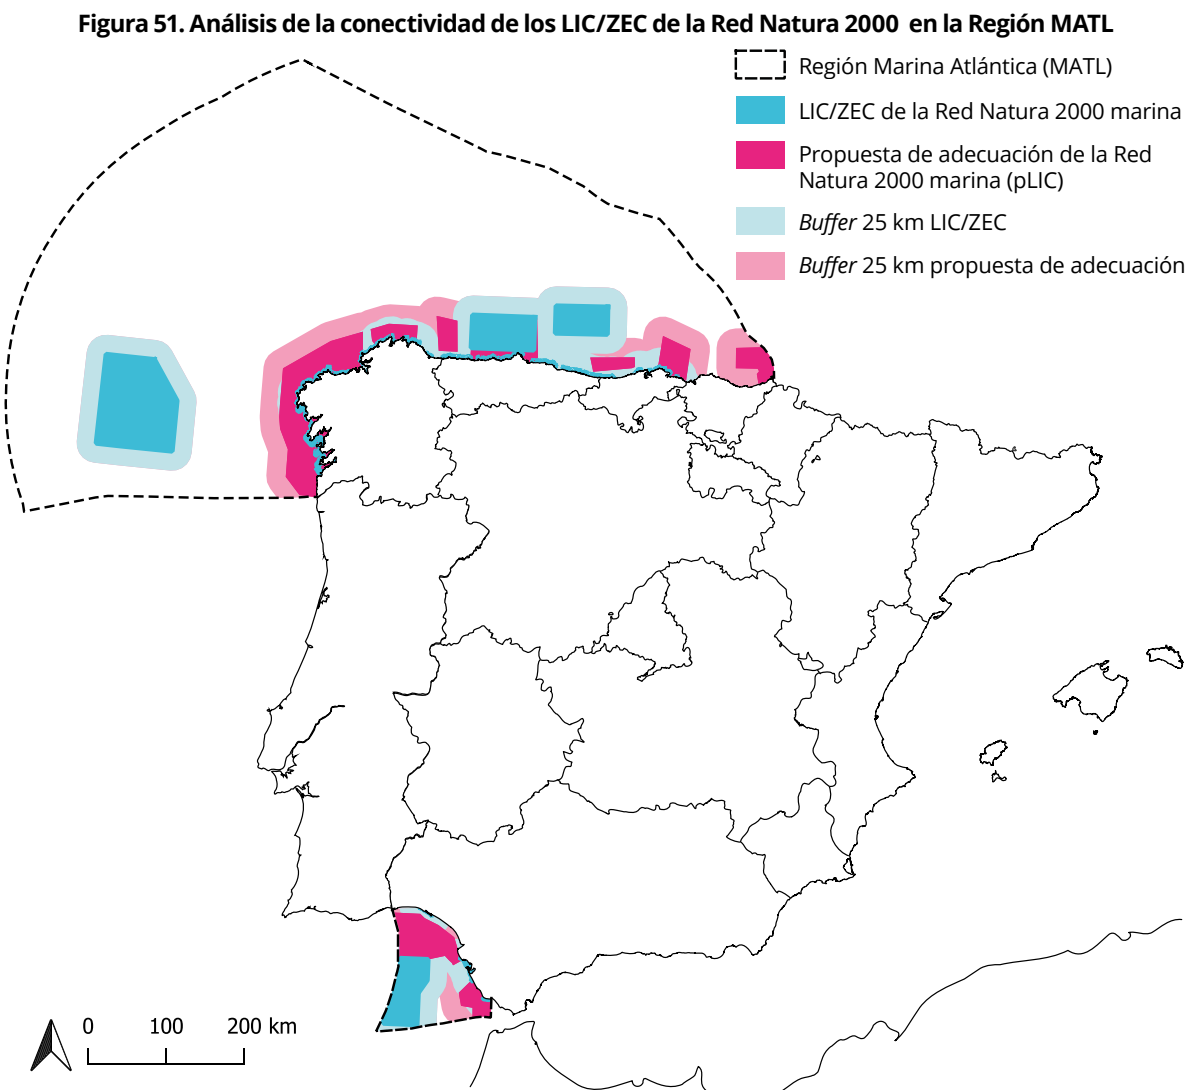 Figura 51. Análisis de la conectividad de los LIC/ZEC de la Red Natura 2000 en la Región MATL
Región Marina Atlántica (MATL)
LIC/ZEC de la Red Natura 2000 marina
Propuesta de adecuación de la Red
Natura 2000 marina (pLIC)
Buffer 25 km LIC/ZEC
Buffer 25 km propuesta de adecuación
0 100 200 km